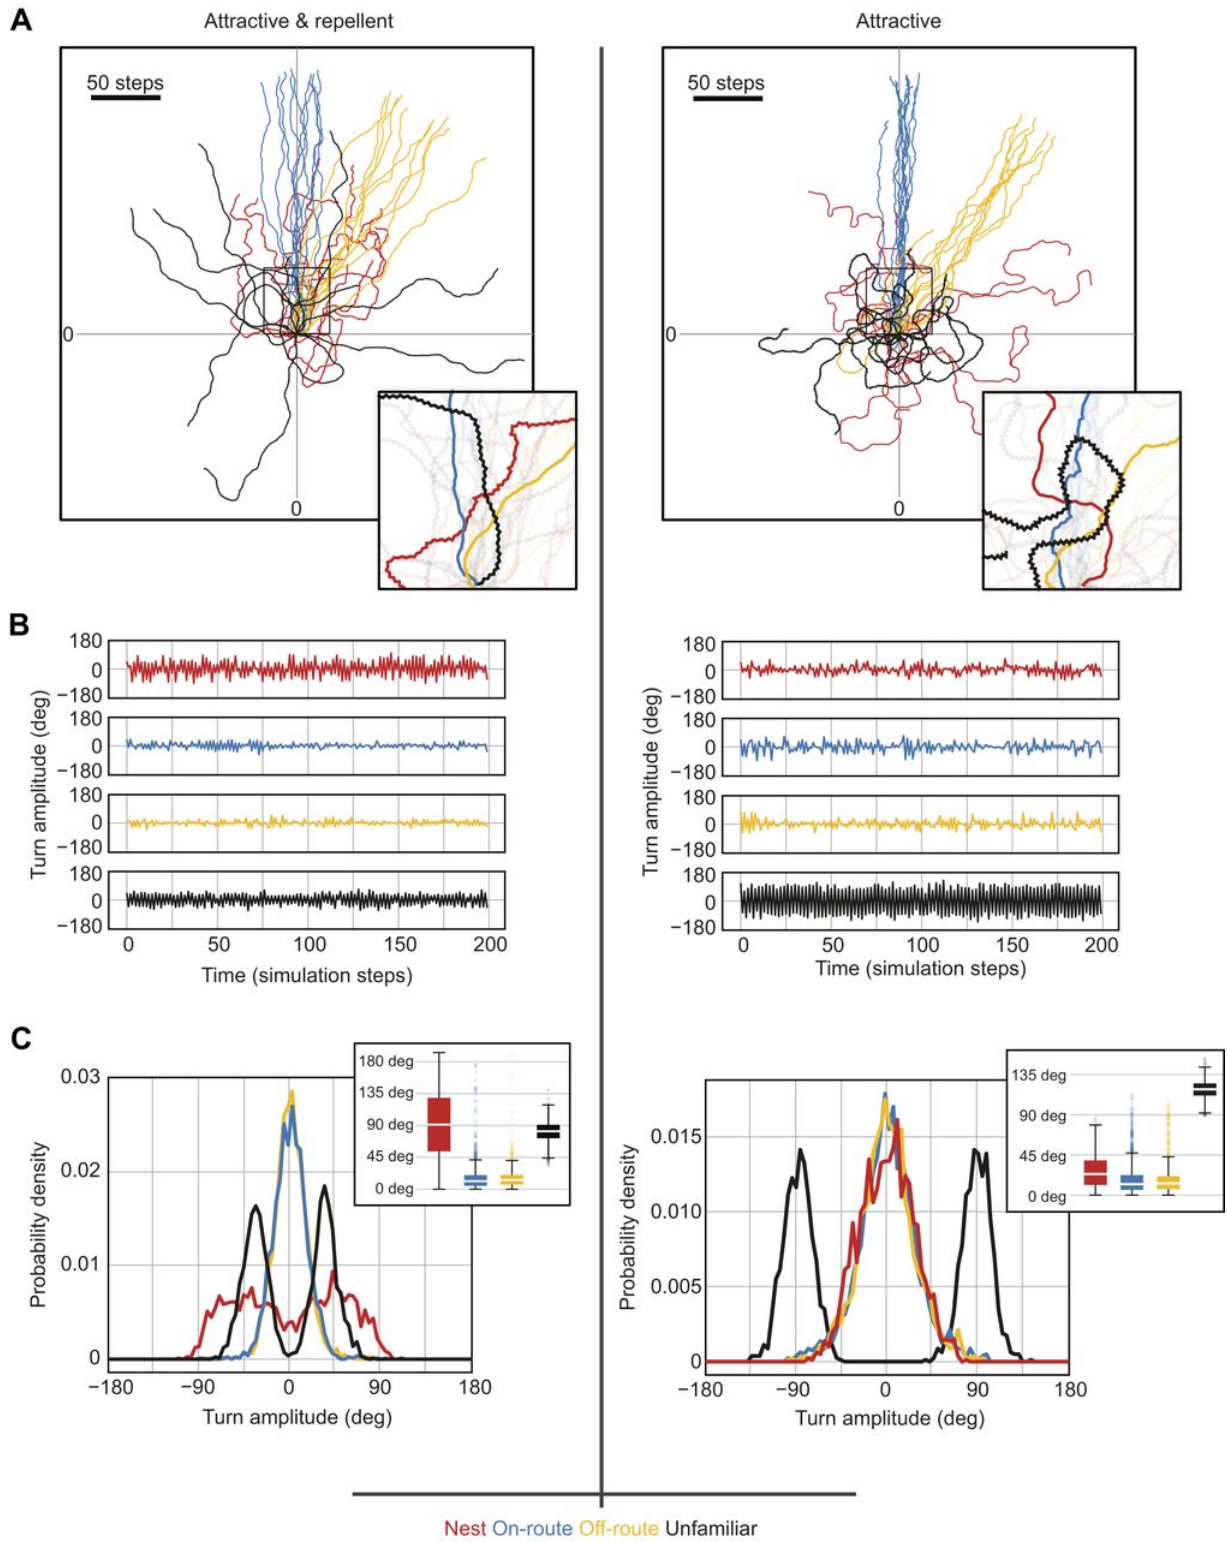 A
Attractive & repellent
Attractive
50 steps
50 steps
0
0
0
0
B
Turn amplitude (deg)
180
0
−180
180
0
−180
180
0
−180
180
0
−180
0 50 100 150 200
Time (simulation steps)
Turn amplitude (deg)
180
0
−180
180
0
−180
180
0
−180
180
0
−180
0 50 100 150 200
Time (simulation steps)
C
Probability density
0.03
0.02
0.01
0
−180 −90 0 90 180
Turn amplitude (deg)
180 deg
135 deg
90 deg
45 deg
0 deg
Probability density
0.015
0.010
0.005
0
−180 −90 0 90 180
Turn amplitude (deg)
135 deg
90 deg
45 deg
0 deg
Nest On-route Off-route Unfamiliar